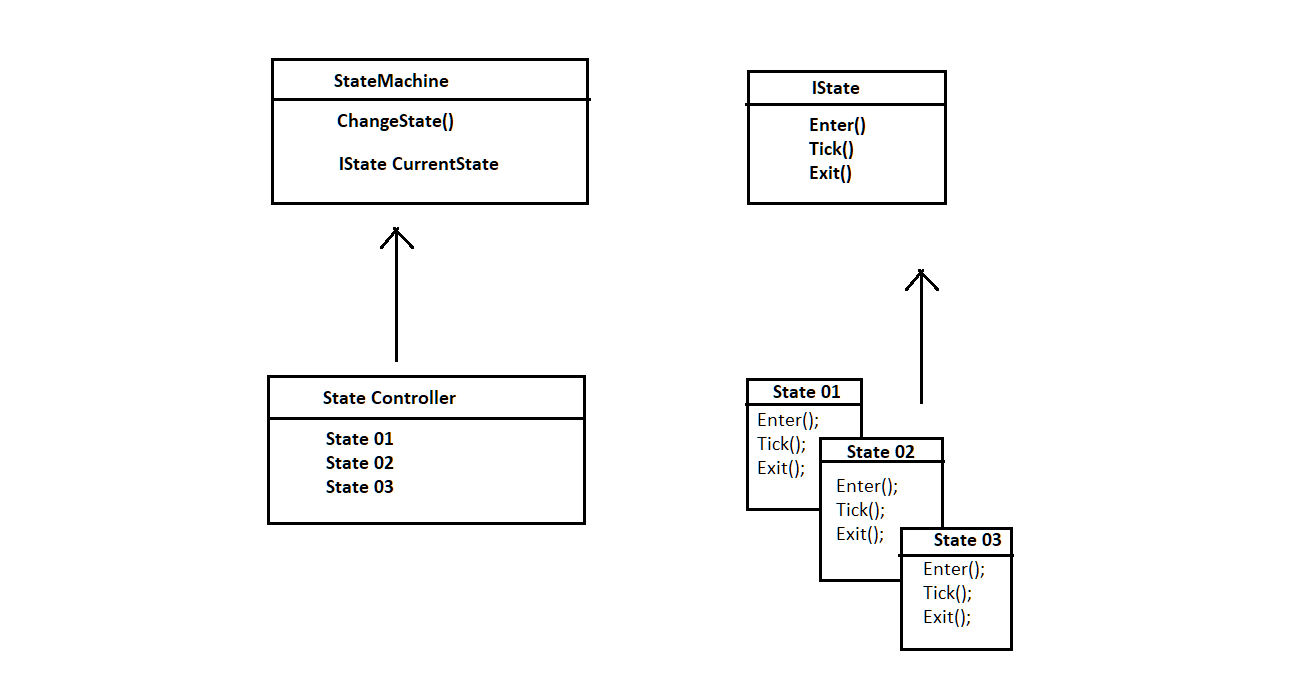 StateMachine
ChangeState()
IState CurrentState
IState
Enter()
Tick()
Exit()
State Controller
State 01
State 02
State 03
State 01
Enter();
Tick();
Exit();
State 02
Enter();
Tick();
Exit();
State 03
Enter();
Tick();
Exit();